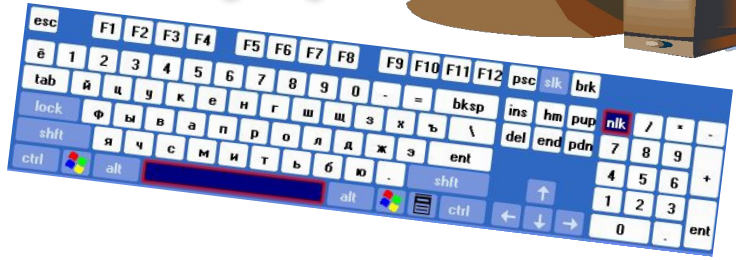 esc F1 F2 F3 F4 F5 F6 F7 F8 F9 F10 F11 F12 psc slk brk
ё 1 2 3 4 5 6 7 8 9 0 - = bksp ins hm pup nlk / * -
tab й ц у к е н г ш щ з х ъ \ del end pdn 7 8 9 +
lock ф ы в а п р о л д ж э ent 4 5 6
shft я ч с м и т ь б ю . shft ↑ 1 2 3 ent
ctrl alt alt ctrl ← ↓ → 0 .